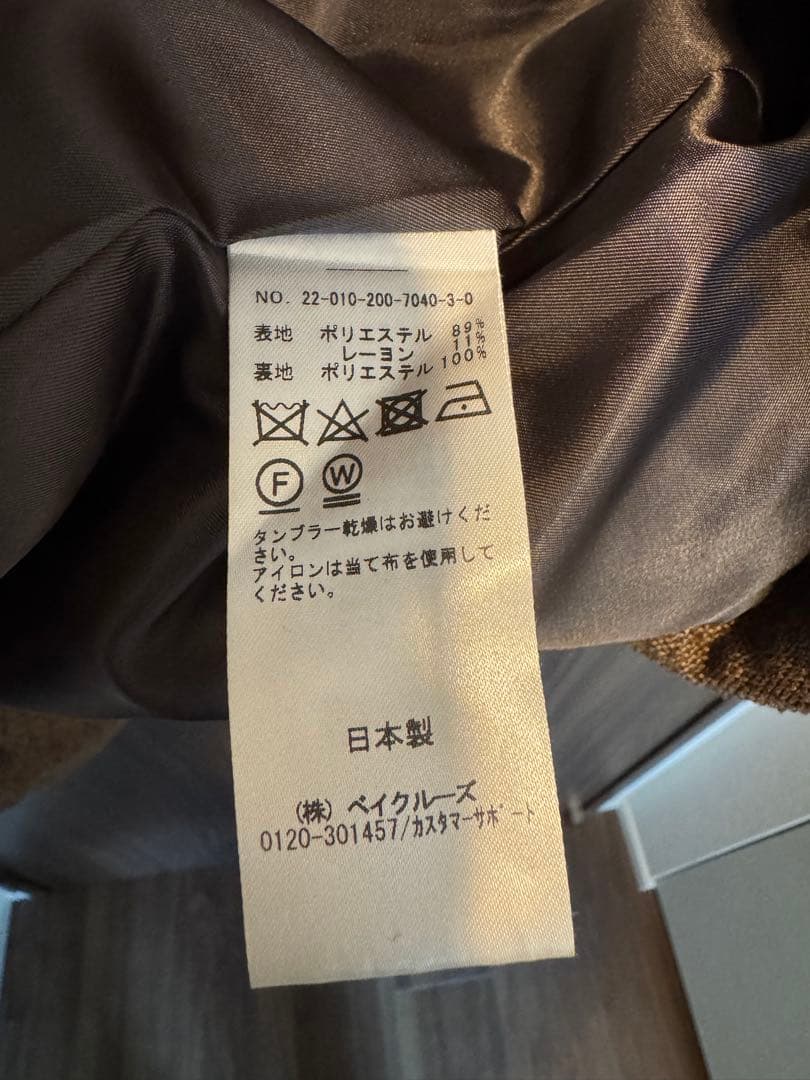 NO. 22-010-200-7040-3-0
表地 ポリエステル 89%
レーヨン 11%
裏地 ポリエステル 100%
F W
タンブラー乾燥はお避けくだ
さい。
アイロンは当て布を使用して
ください。
日本製
(株) ベイクルーズ
0120-301457/カスタマーサポート